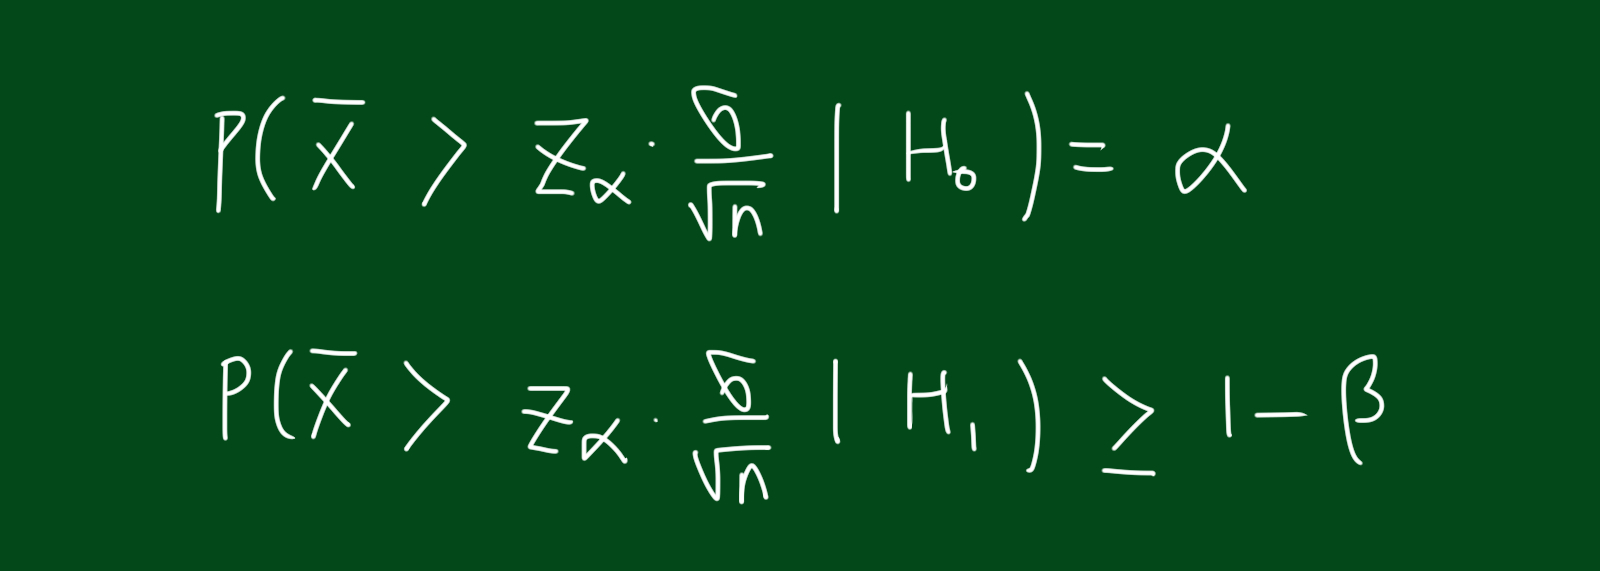 P(x̄ > z_α · σ/√n | H₀) = α
P(x̄ > z_α · σ/√n | H₁) ≥ 1 − β